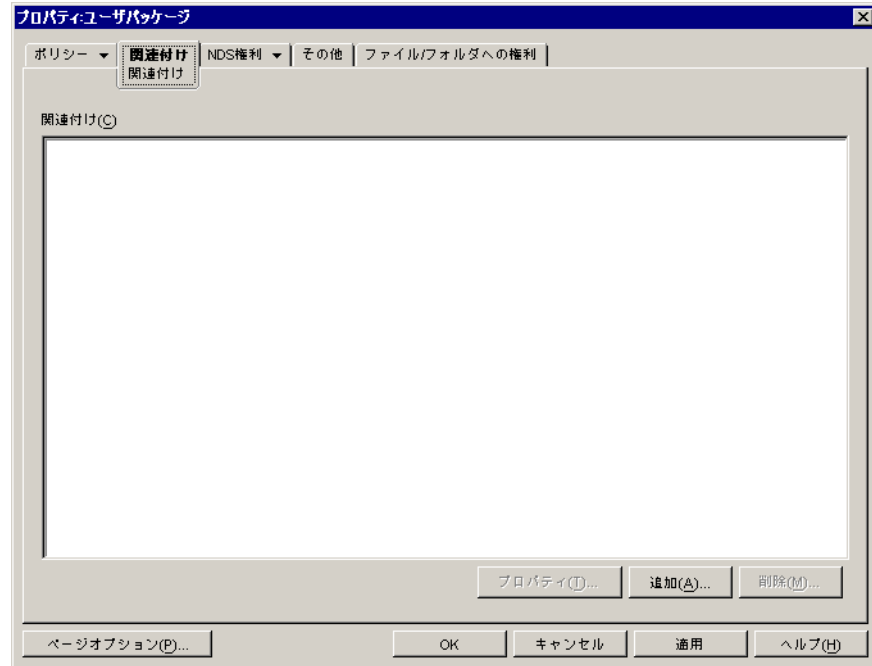 プロパティ:ユーザパッケージ
ポリシー 関連付け NDS権利 その他 ファイル/フォルダへの権利
関連付け
関連付け(C)
プロパティ(T)... 追加(A)... 削除(M)...
ページオプション(P)... OK キャンセル 適用 ヘルプ(H)